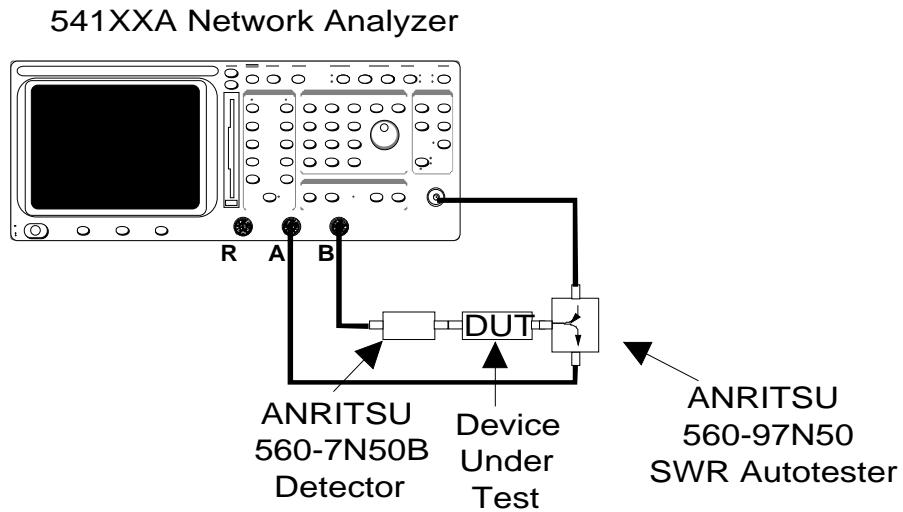 541XXA Network Analyzer
R A B
DUT
ANRITSU
560-7N50B
Detector
Device
Under
Test
ANRITSU
560-97N50
SWR Autotester